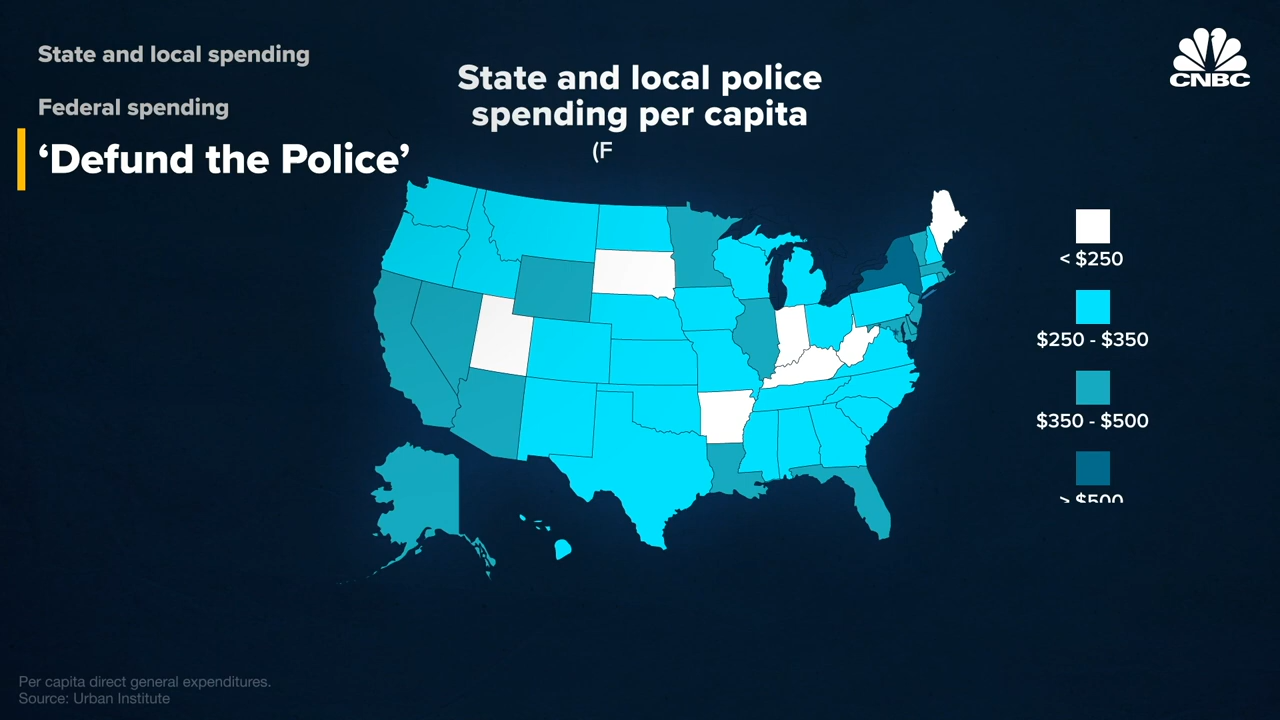 State and local spending
Federal spending
‘Defund the Police’
State and local police
spending per capita
(F
CNBC
< $250
$250 - $350
$350 - $500
> $500
Per capita direct general expenditures.
Source: Urban Institute